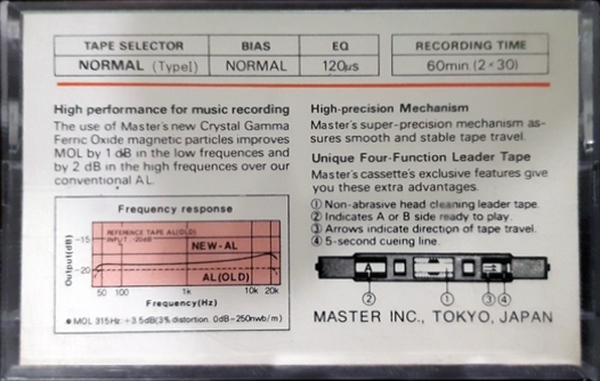 TAPE SELECTOR BIAS EQ RECORDING TIME
NORMAL (TypeI) NORMAL 120μs 60min. (2×30)
High performance for music recording
The use of Master's new Crystal Gamma
Ferric Oxide magnetic particles improves
MOL by 1 dB in the low frequences and
by 2 dB in the high frequences over our
conventional AL.
Frequency response
REFERENCE TAPE AL(OLD)
INPUT: -20dB
Output(dB)
-15
-20
NEW-AL
AL(OLD)
50 100 1k 10k 20k
Frequency(Hz)
● MOL 315Hz: +3.5dB(3% distortion. 0dB-250nwb/m)
High-precision Mechanism
Master's super-precision mechanism as-
sures smooth and stable tape travel.
Unique Four-Function Leader Tape
Master's cassette's exclusive features give
you these extra advantages.
① Non-abrasive head cleaning leader tape.
② Indicates A or B side ready to play.
③ Arrows indicate direction of tape travel.
④ 5-second cueing line.
A
② ① ③ ④
MASTER INC., TOKYO, JAPAN